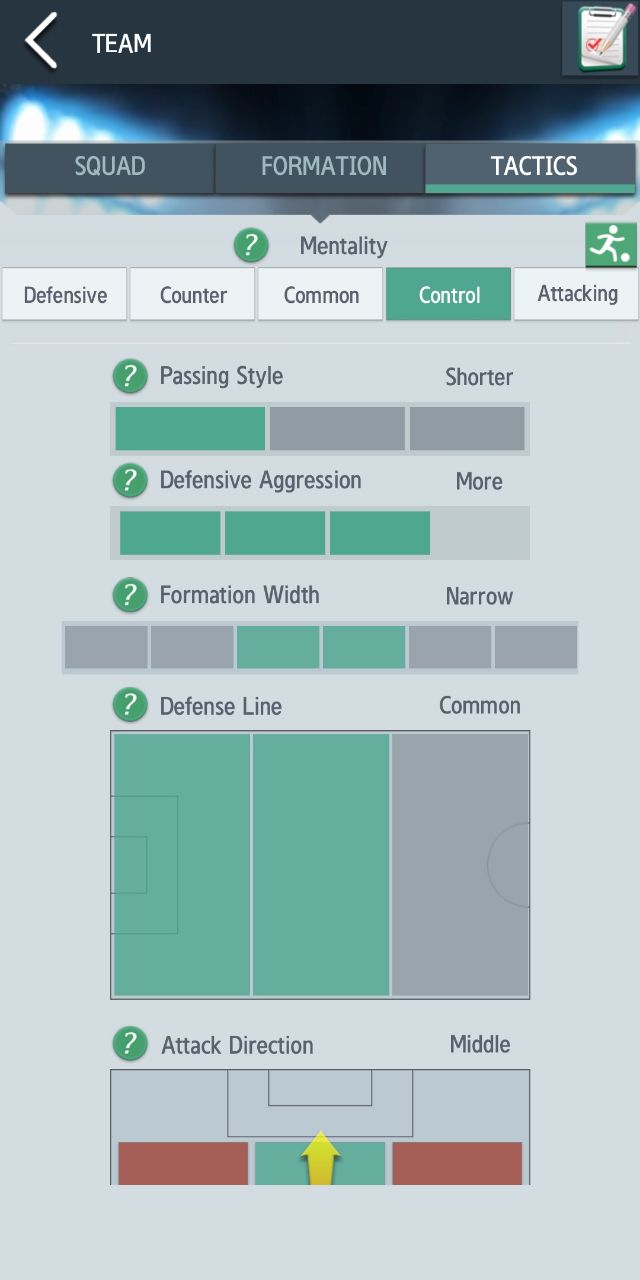 TEAM
SQUAD FORMATION TACTICS
? Mentality
Defensive Counter Common Control Attacking
? Passing Style Shorter
? Defensive Aggression More
? Formation Width Narrow
? Defense Line Common
? Attack Direction Middle